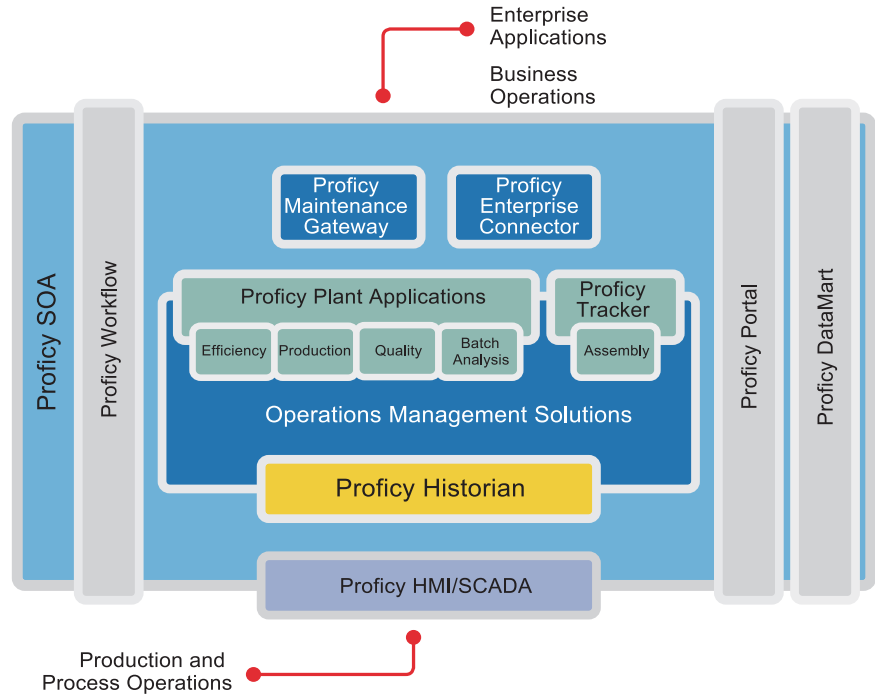 Enterprise
Applications
Business
Operations
Proficy SOA
Proficy Workflow
Proficy
Maintenance
Gateway
Proficy
Enterprise
Connector
Proficy Plant Applications
Efficiency
Production
Quality
Batch
Analysis
Proficy
Tracker
Assembly
Operations Management Solutions
Proficy Historian
Proficy HMI/SCADA
Proficy Portal
Proficy DataMart
Production and
Process Operations